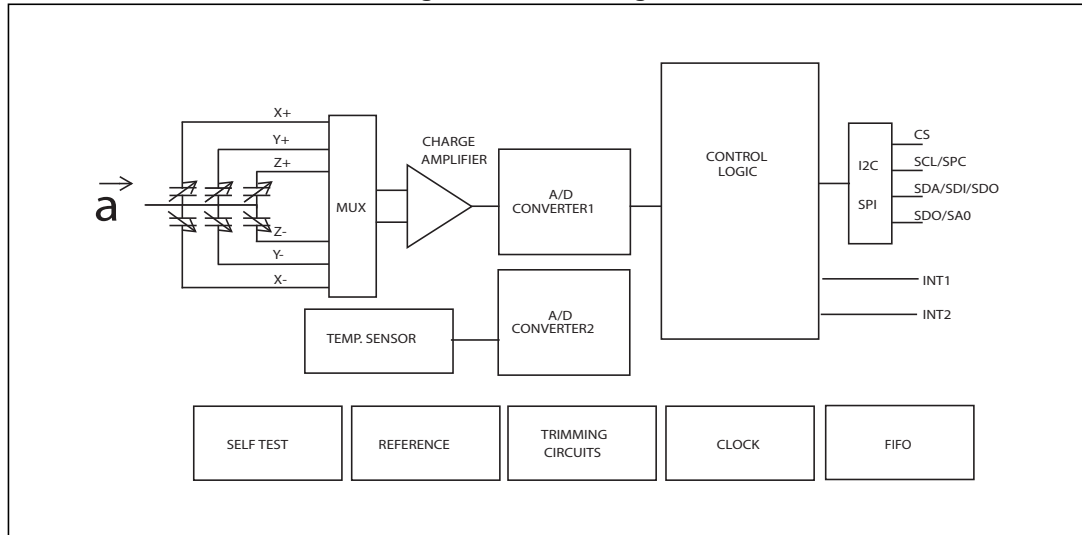 X+
Y+
Z+
a
Z-
Y-
X-
MUX
CHARGE
AMPLIFIER
A/D
CONVERTER1
CONTROL
LOGIC
I2C
SPI
CS
SCL/SPC
SDA/SDI/SDO
SDO/SA0
INT1
INT2
TEMP. SENSOR
A/D
CONVERTER2
SELF TEST
REFERENCE
TRIMMING
CIRCUITS
CLOCK
FIFO